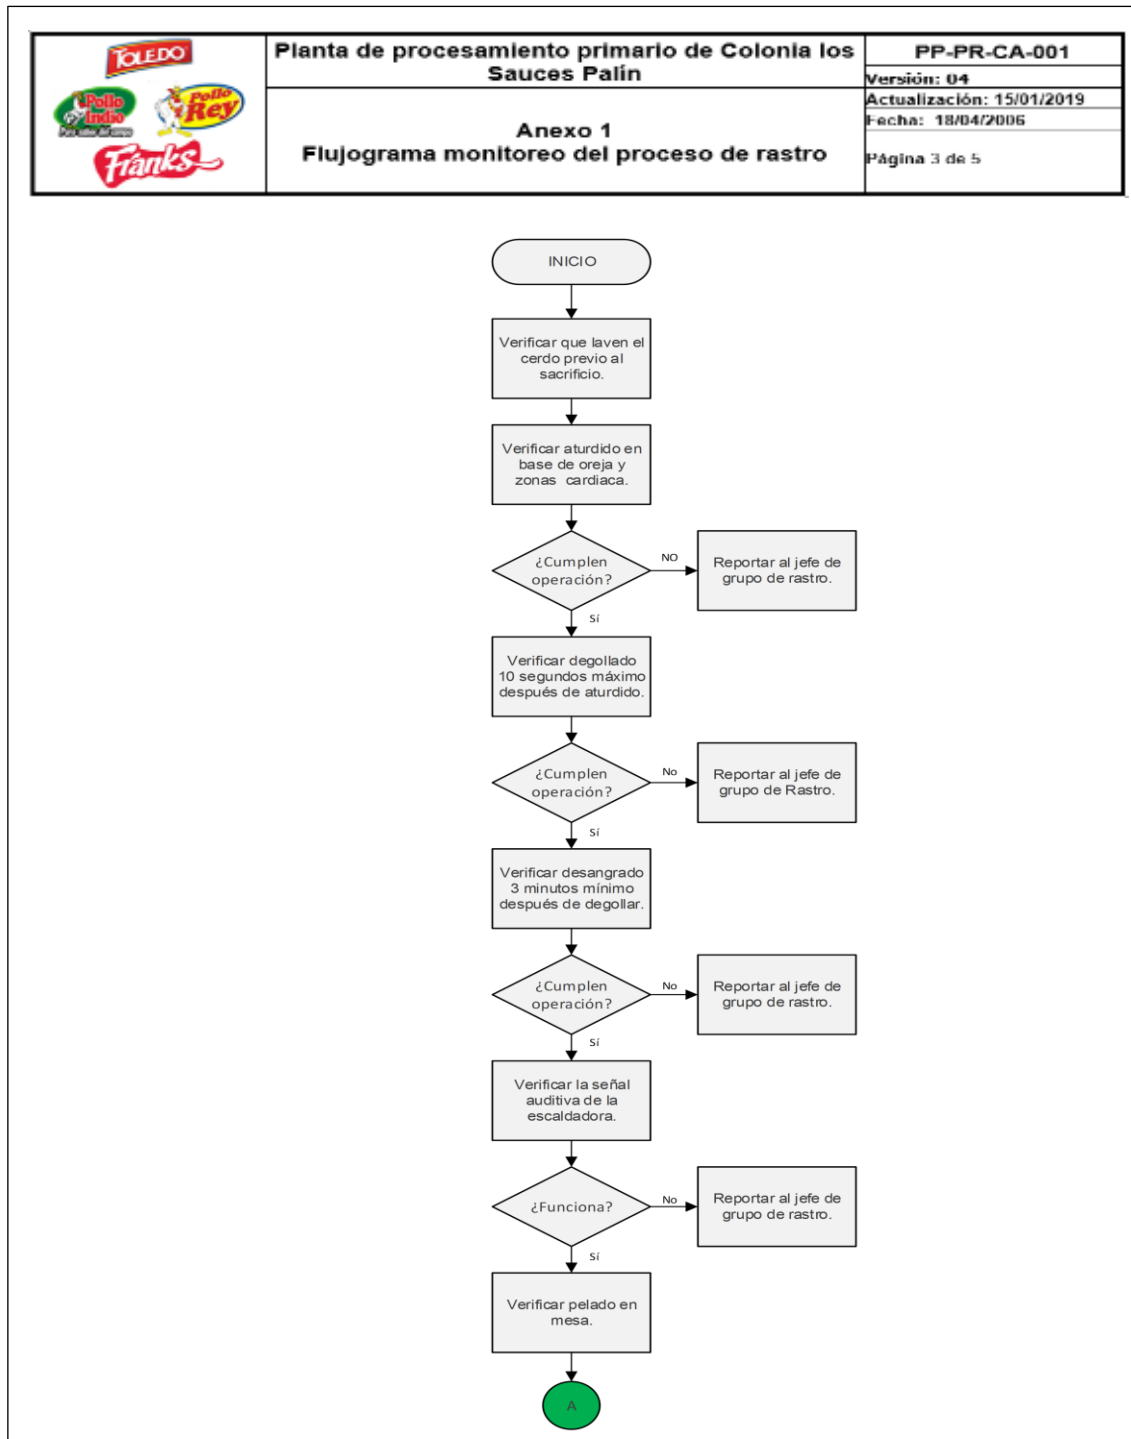 TOLEDO
Pollo
Indio
Pollo
Rey
Franks
Planta de procesamiento primario de Colonia los
Sauces Palín
Anexo 1
Flujograma monitoreo del proceso de rastro
PP-PR-CA-001
Versión: 04
Actualización: 15/01/2019
Fecha: 18/04/2006
Página 3 de 5
INICIO
Verificar que laven el
cerdo previo al
sacrificio.
Verificar aturdido en
base de oreja y
zonas cardiaca.
¿Cumplen
operación?
NO
Reportar al jefe de
grupo de rastro.
Sí
Verificar degollado
10 segundos máximo
después de aturdido.
¿Cumplen
operación?
No
Reportar al jefe de
grupo de Rastro.
Sí
Verificar desangrado
3 minutos mínimo
después de degollar.
¿Cumplen
operación?
No
Reportar al jefe de
grupo de rastro.
Sí
Verificar la señal
auditiva de la
escaldadora.
¿Funciona?
No
Reportar al jefe de
grupo de rastro.
Sí
Verificar pelado en
mesa.
A